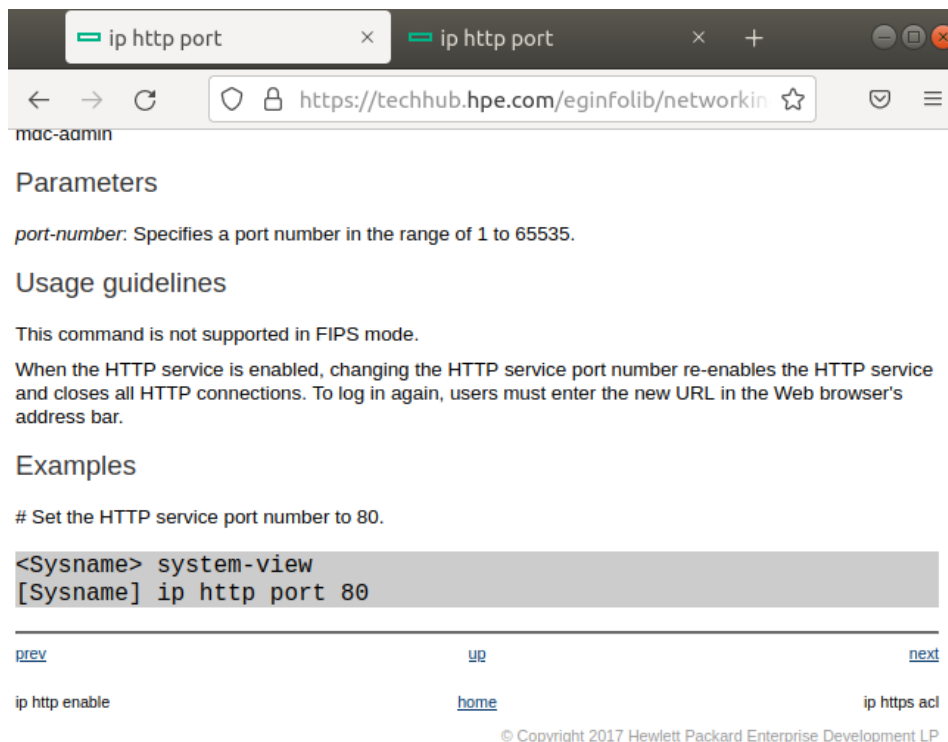 ip http port
ip http port
https://techhub.hpe.com/eginfolib/networkin
mdc-admin
Parameters
port-number: Specifies a port number in the range of 1 to 65535.
Usage guidelines
This command is not supported in FIPS mode.
When the HTTP service is enabled, changing the HTTP service port number re-enables the HTTP service
and closes all HTTP connections. To log in again, users must enter the new URL in the Web browser's
address bar.
Examples
# Set the HTTP service port number to 80.
<Sysname> system-view
[Sysname] ip http port 80
prev up next
ip http enable home ip https acl
© Copyright 2017 Hewlett Packard Enterprise Development LP